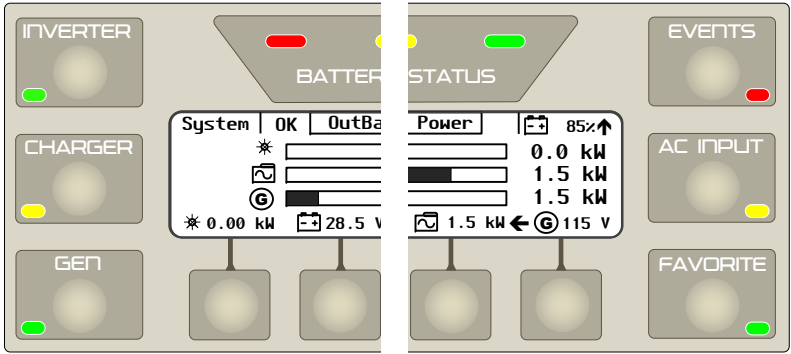 INVERTER
EVENTS
BATTER STATUS
System OK OutBa Power 85%
0.0 kW
CHARGER
AC INPUT
1.5 kW
G 1.5 kW
0.00 kW 28.5 V 1.5 kW G 115 V
GEN
FAVORITE